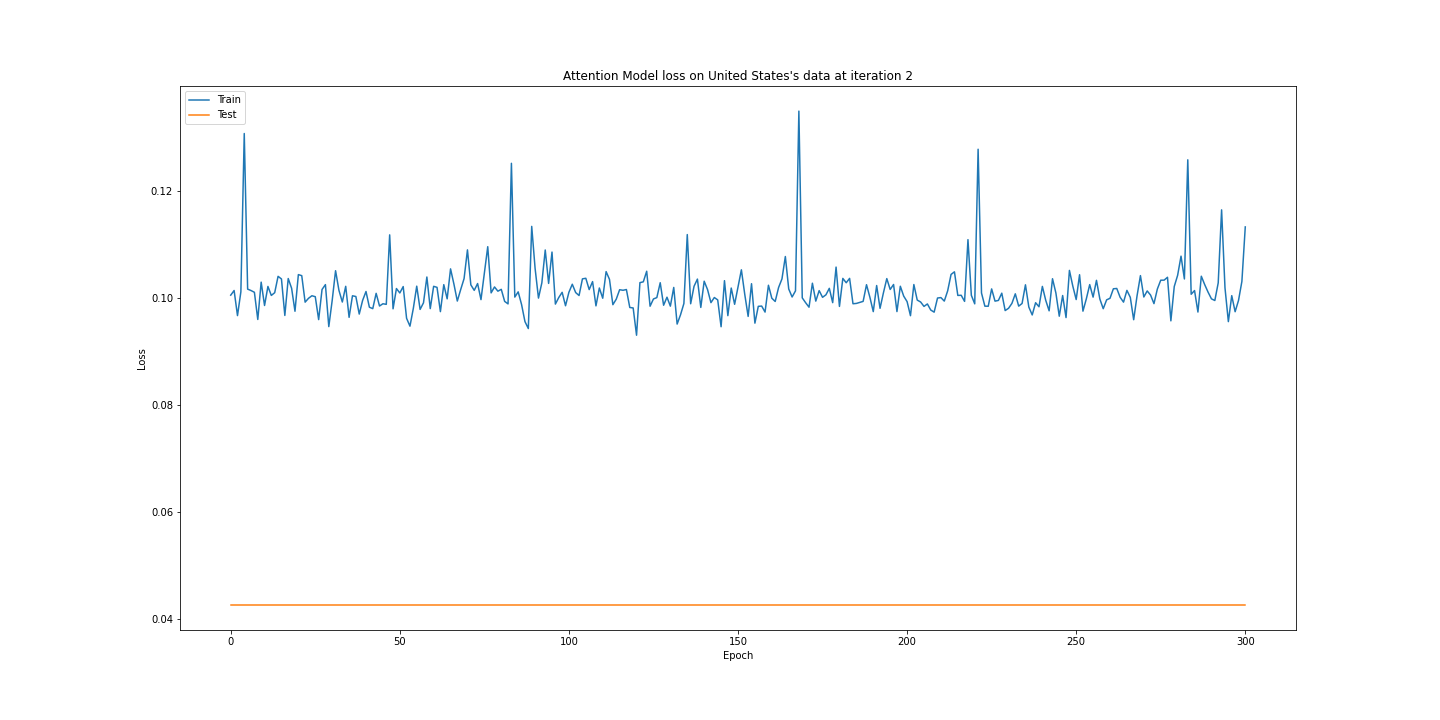 Attention Model loss on United States's data at iteration 2
Train
Test
0.12
0.10
0.08
0.06
0.04
Loss
0
50
100
150
200
250
300
Epoch